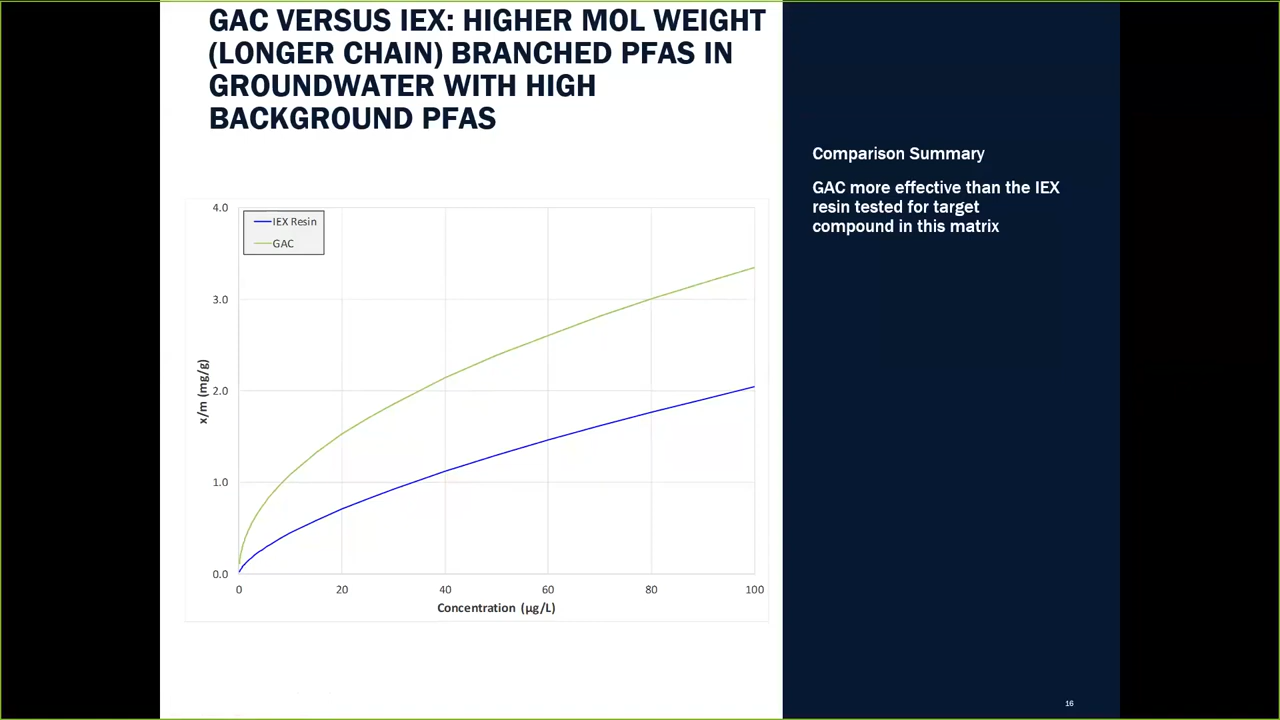 GAC VERSUS IEX: HIGHER MOL WEIGHT
(LONGER CHAIN) BRANCHED PFAS IN
GROUNDWATER WITH HIGH
BACKGROUND PFAS
Comparison Summary
GAC more effective than the IEX
resin tested for target
compound in this matrix
4.0
3.0
2.0
1.0
0.0
x/m (mg/g)
IEX Resin
GAC
0
20
40
60
80
100
Concentration (µg/L)
16